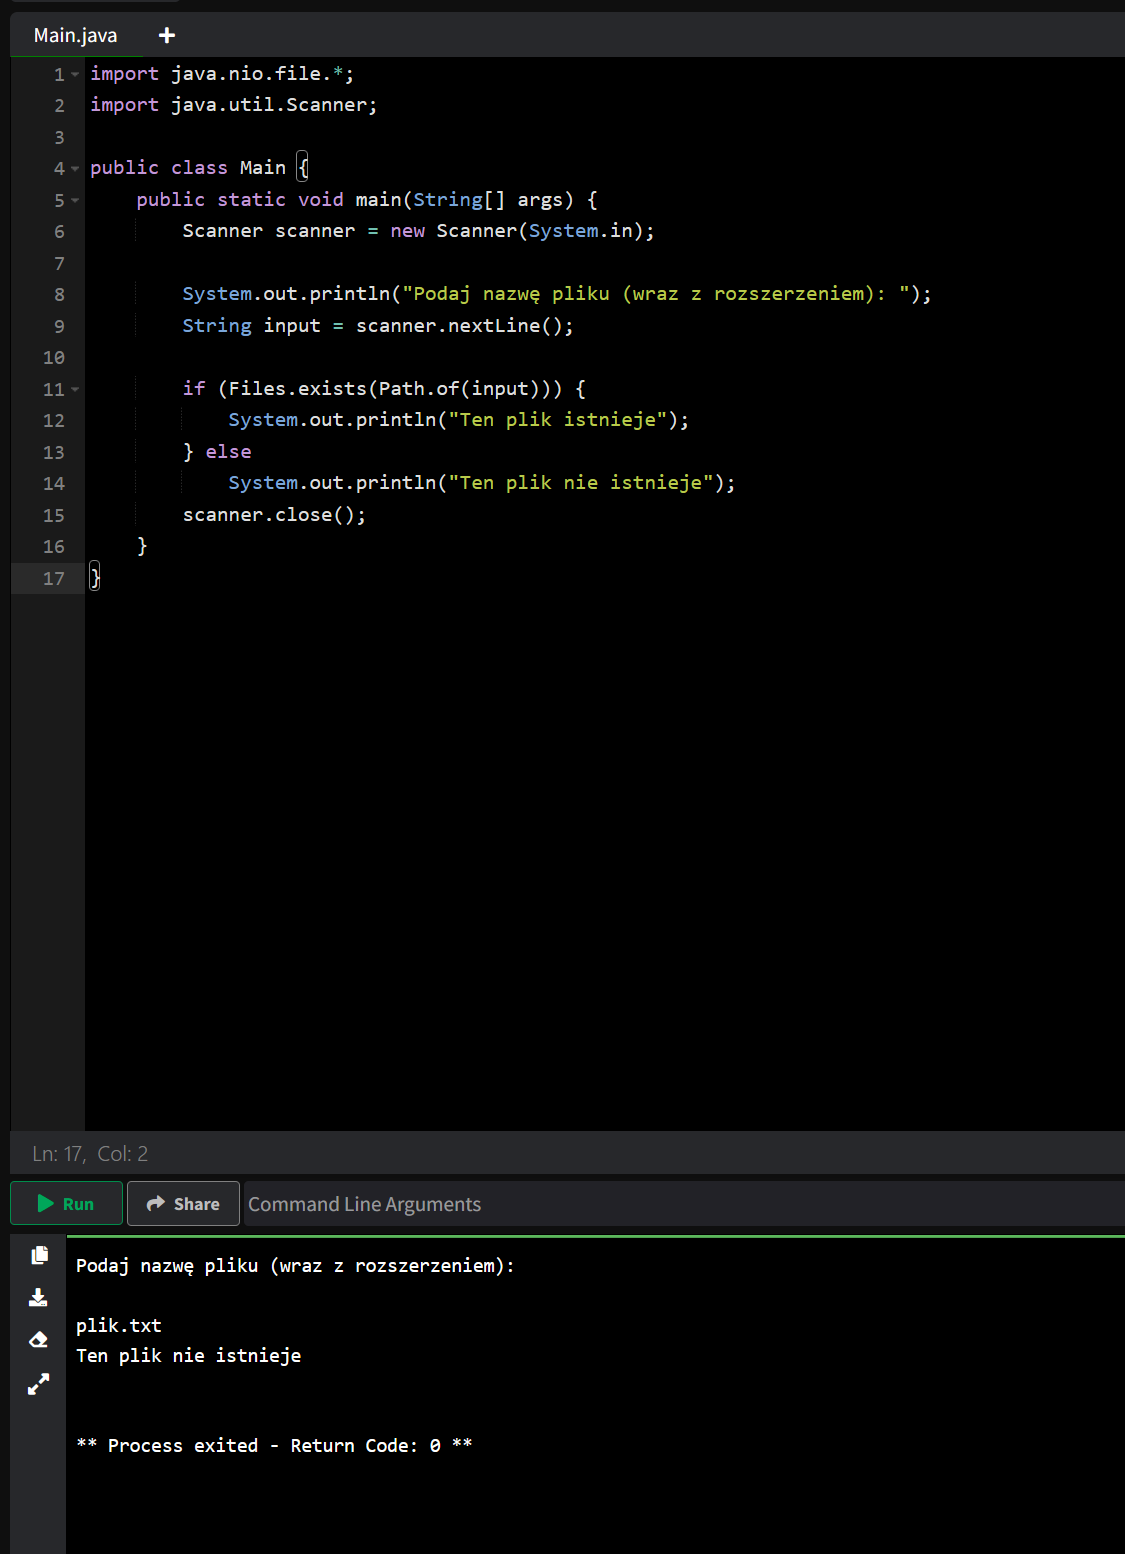 Main.java +
1 import java.nio.file.*;
2 import java.util.Scanner;
3
4 public class Main {
5     public static void main(String[] args) {
6         Scanner scanner = new Scanner(System.in);
7
8         System.out.println("Podaj nazwę pliku (wraz z rozszerzeniem): ");
9         String input = scanner.nextLine();
10
11         if (Files.exists(Path.of(input))) {
12             System.out.println("Ten plik istnieje");
13         } else
14             System.out.println("Ten plik nie istnieje");
15         scanner.close();
16     }
17 }
Ln: 17, Col: 2
Run Share Command Line Arguments
Podaj nazwę pliku (wraz z rozszerzeniem):
plik.txt
Ten plik nie istnieje
** Process exited - Return Code: 0 **